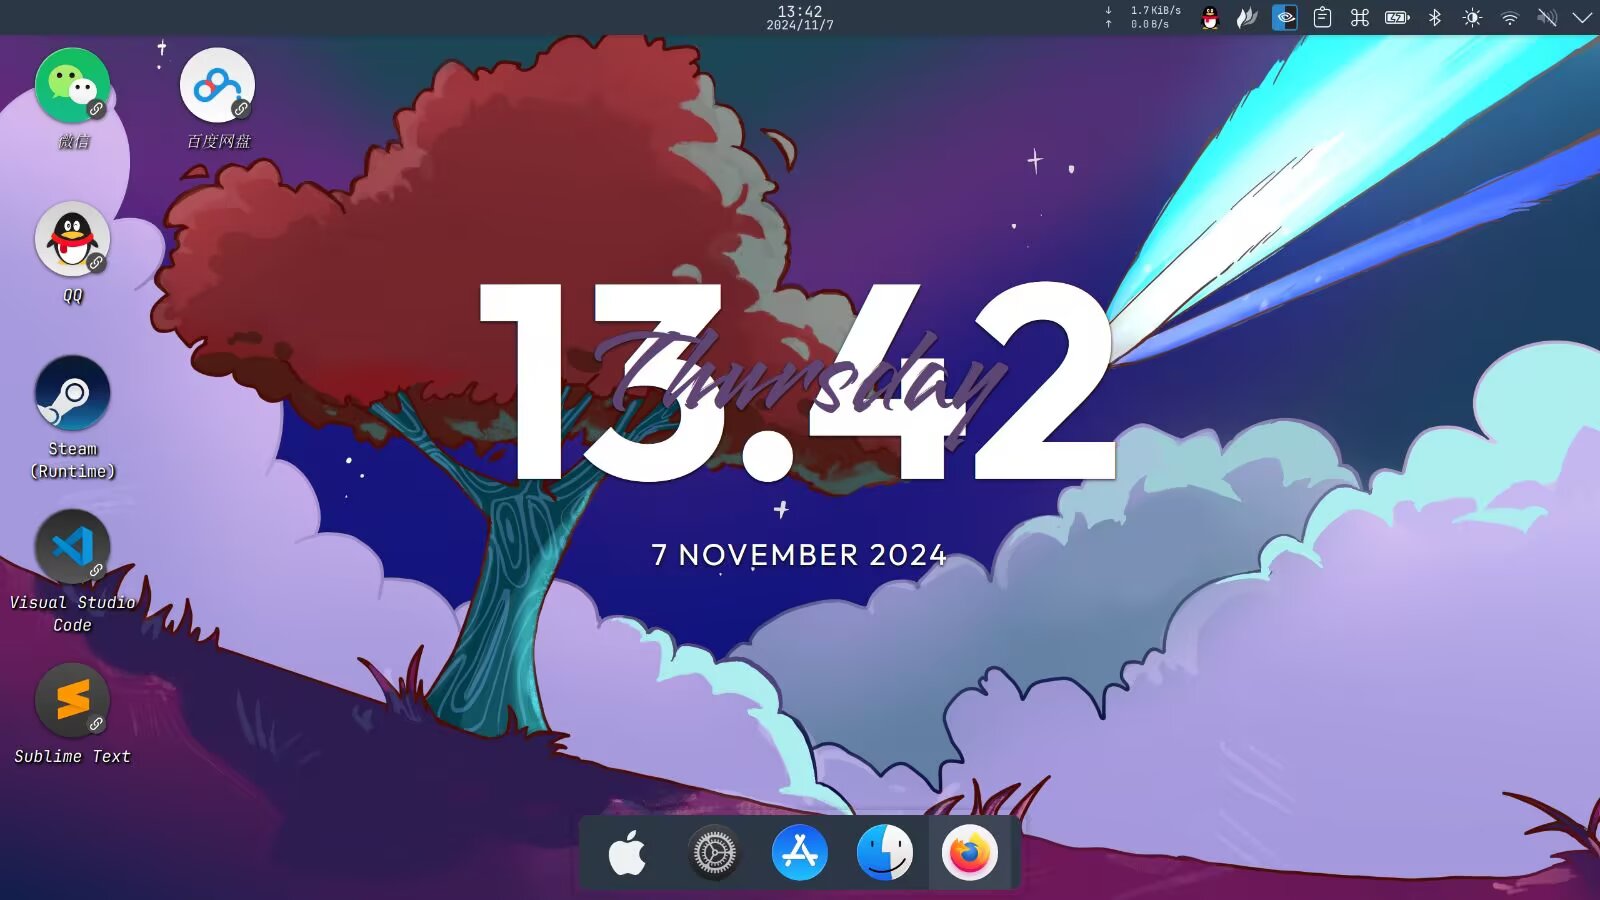 13:42
2024/11/7
↓ 1.7KiB/s
↑ 0.0B/s
微信
百度网盘
QQ
Steam
(Runtime)
Visual Studio
Code
Sublime Text
13.42
Thursday
7 NOVEMBER 2024